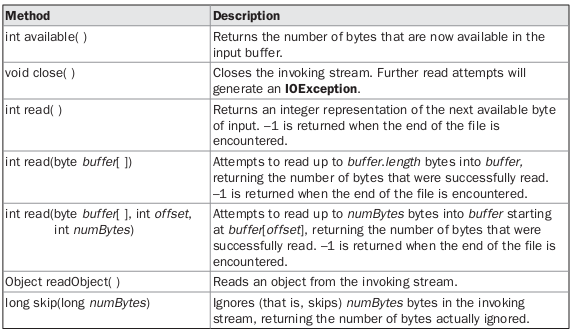 Method Description
int available( ) Returns the number of bytes that are now available in the
input buffer.
void close( ) Closes the invoking stream. Further read attempts will
generate an IOException.
int read( ) Returns an integer representation of the next available byte
of input. –1 is returned when the end of the file is
encountered.
int read(byte buffer[ ]) Attempts to read up to buffer.length bytes into buffer,
returning the number of bytes that were successfully read.
–1 is returned when the end of the file is encountered.
int read(byte buffer[ ], int offset, Attempts to read up to numBytes bytes into buffer starting
int numBytes) at buffer[offset], returning the number of bytes that were
successfully read. –1 is returned when the end of the file is
encountered.
Object readObject( ) Reads an object from the invoking stream.
long skip(long numBytes) Ignores (that is, skips) numBytes bytes in the invoking
stream, returning the number of bytes actually ignored.